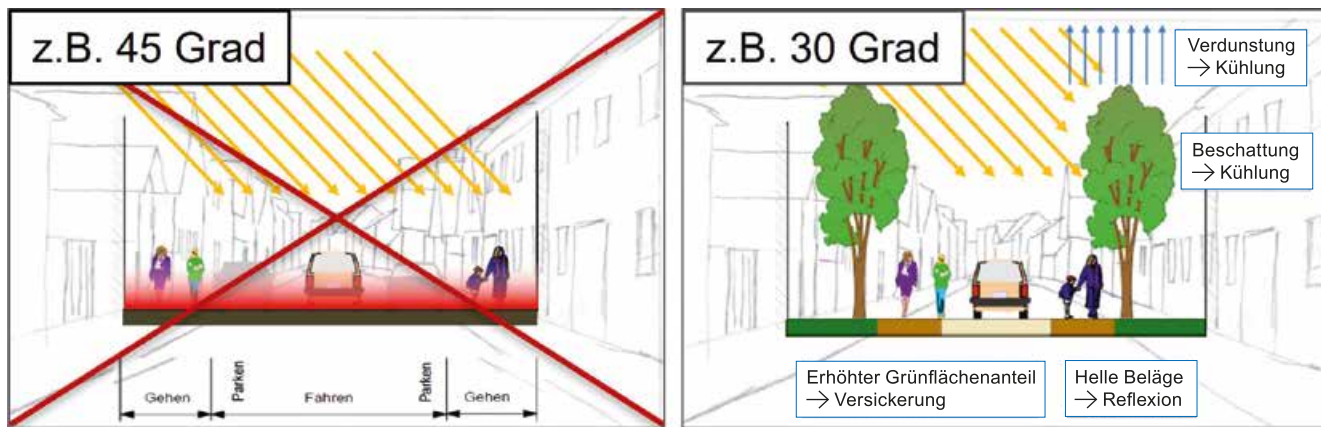 z.B. 45 Grad
Gehen
Parken
Fahren
Parken
Gehen
z.B. 30 Grad
Verdunstung
→ Kühlung
Beschattung
→ Kühlung
Erhöhter Grünflächenanteil
→ Versickerung
Helle Beläge
→ Reflexion